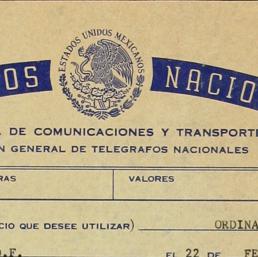 ESTADOS UNIDOS MEXICANOS
OS NACIO
DE COMUNICACIONES Y TRANSPORTE
N GENERAL DE TELEGRAFOS NACIONALES
RAS VALORES
CIO QUE DESEE UTILIZAR) ORDINA
D.F. EL 22 DE FE